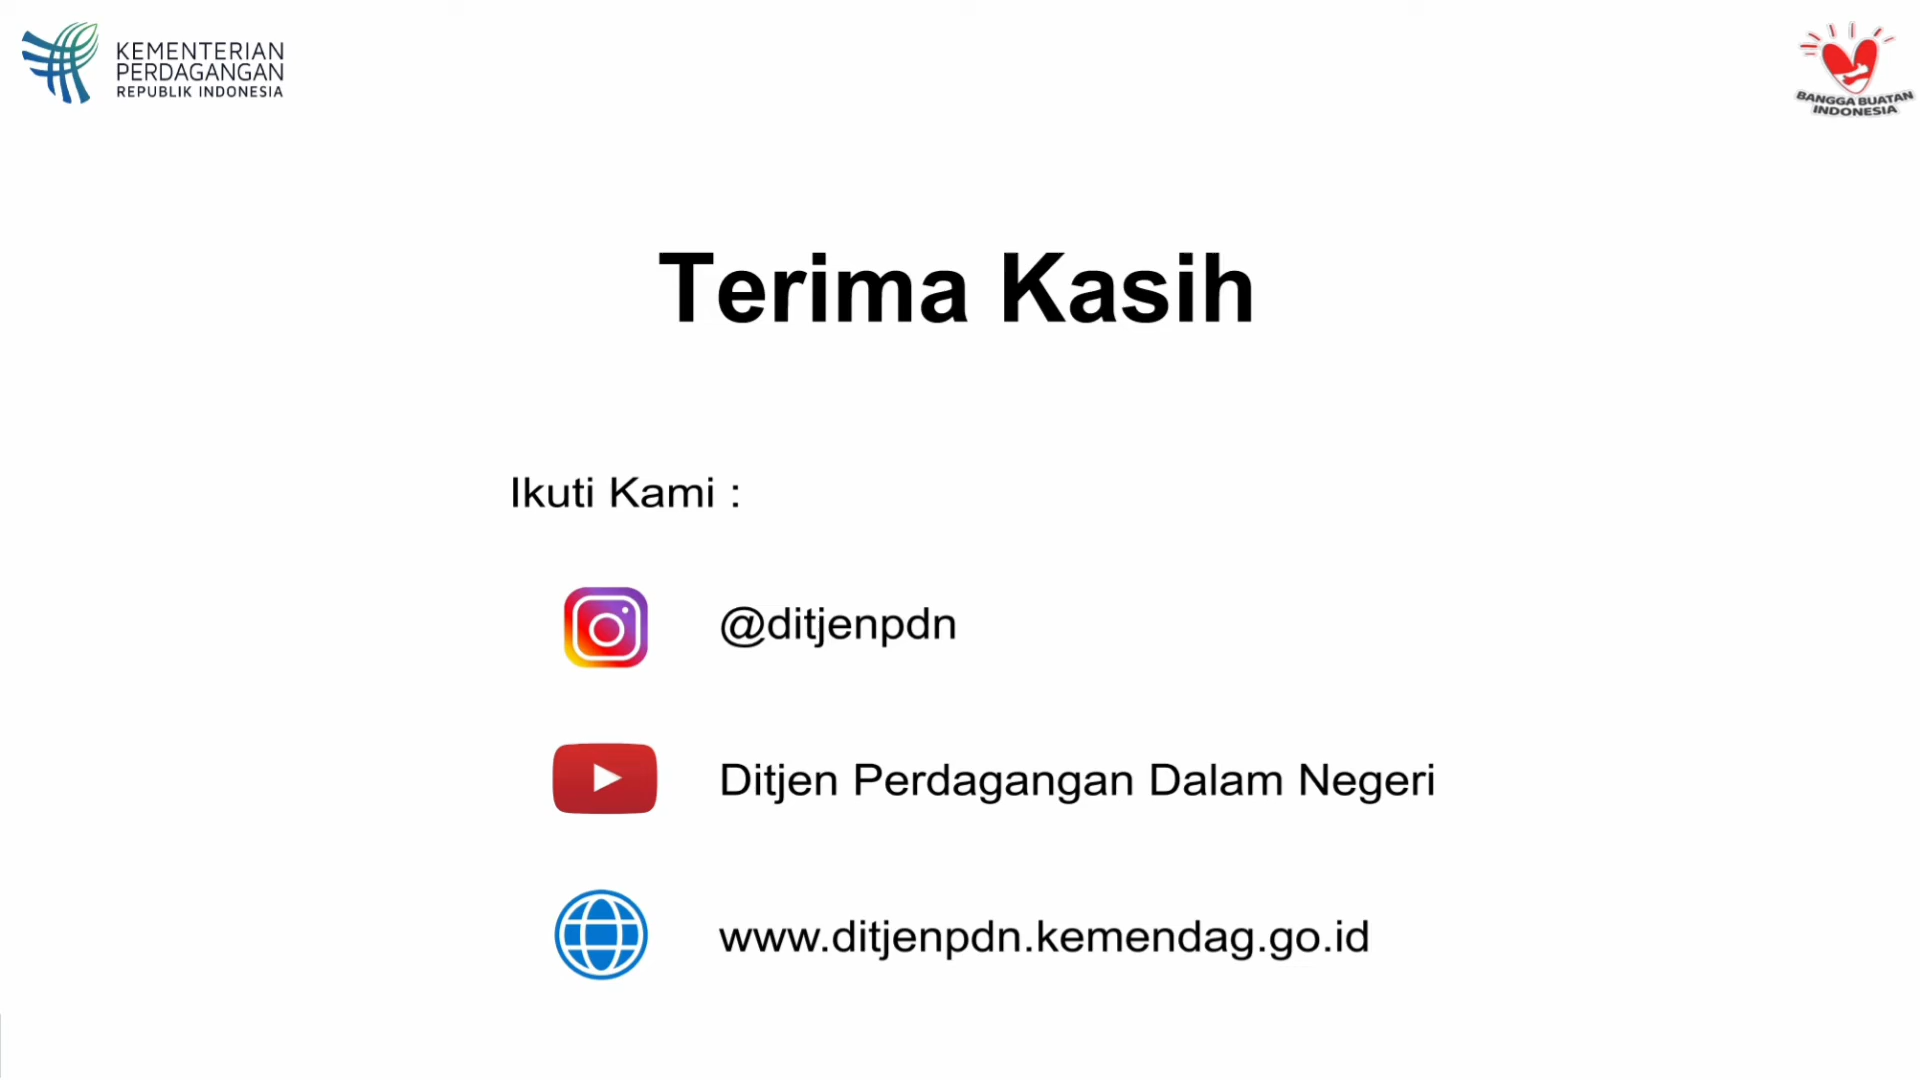 KEMENTERIAN
PERDAGANGAN
REPUBLIK INDONESIA
BANGGA BUATAN
INDONESIA
Terima Kasih
Ikuti Kami :
@ditjenpdn
Ditjen Perdagangan Dalam Negeri
www.ditjenpdn.kemendag.go.id